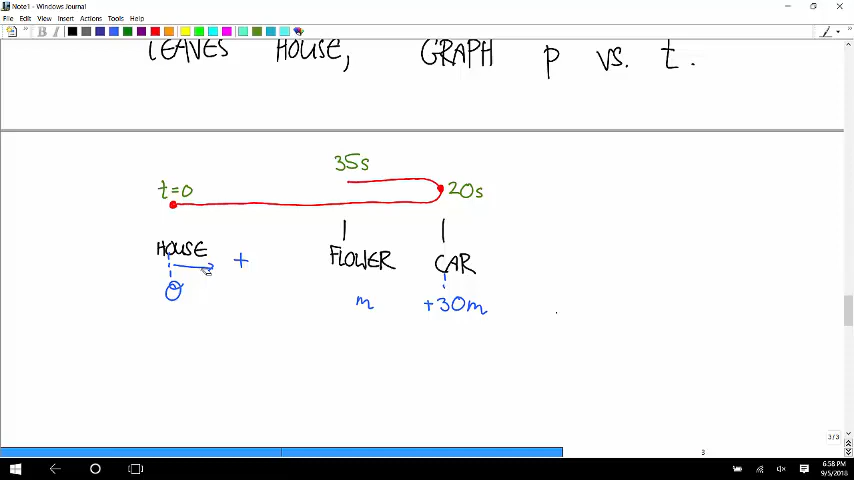 Note1 - Windows Journal
File Edit View Insert Actions Tools Help
B I
LEAVES HOUSE, GRAPH p vs. t.
35s
t=0 20s
HOUSE + FLOWER CAR
0 m +30m
3/3
3
6:58 PM
9/5/2018